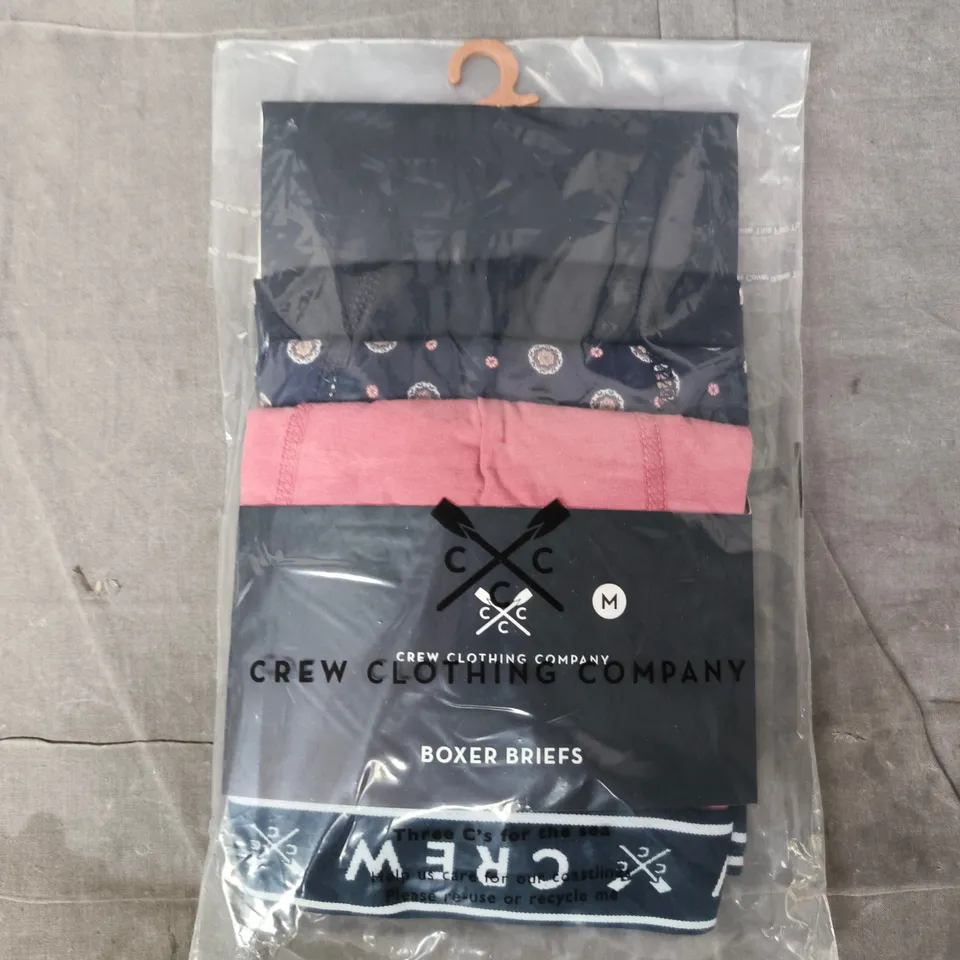 C C
C
C C
C
M
CREW CLOTHING COMPANY
CREW CLOTHING COMPANY
BOXER BRIEFS
Three C's for the sea
CREW
Help us care for our coastlines
Please re-use or recycle me